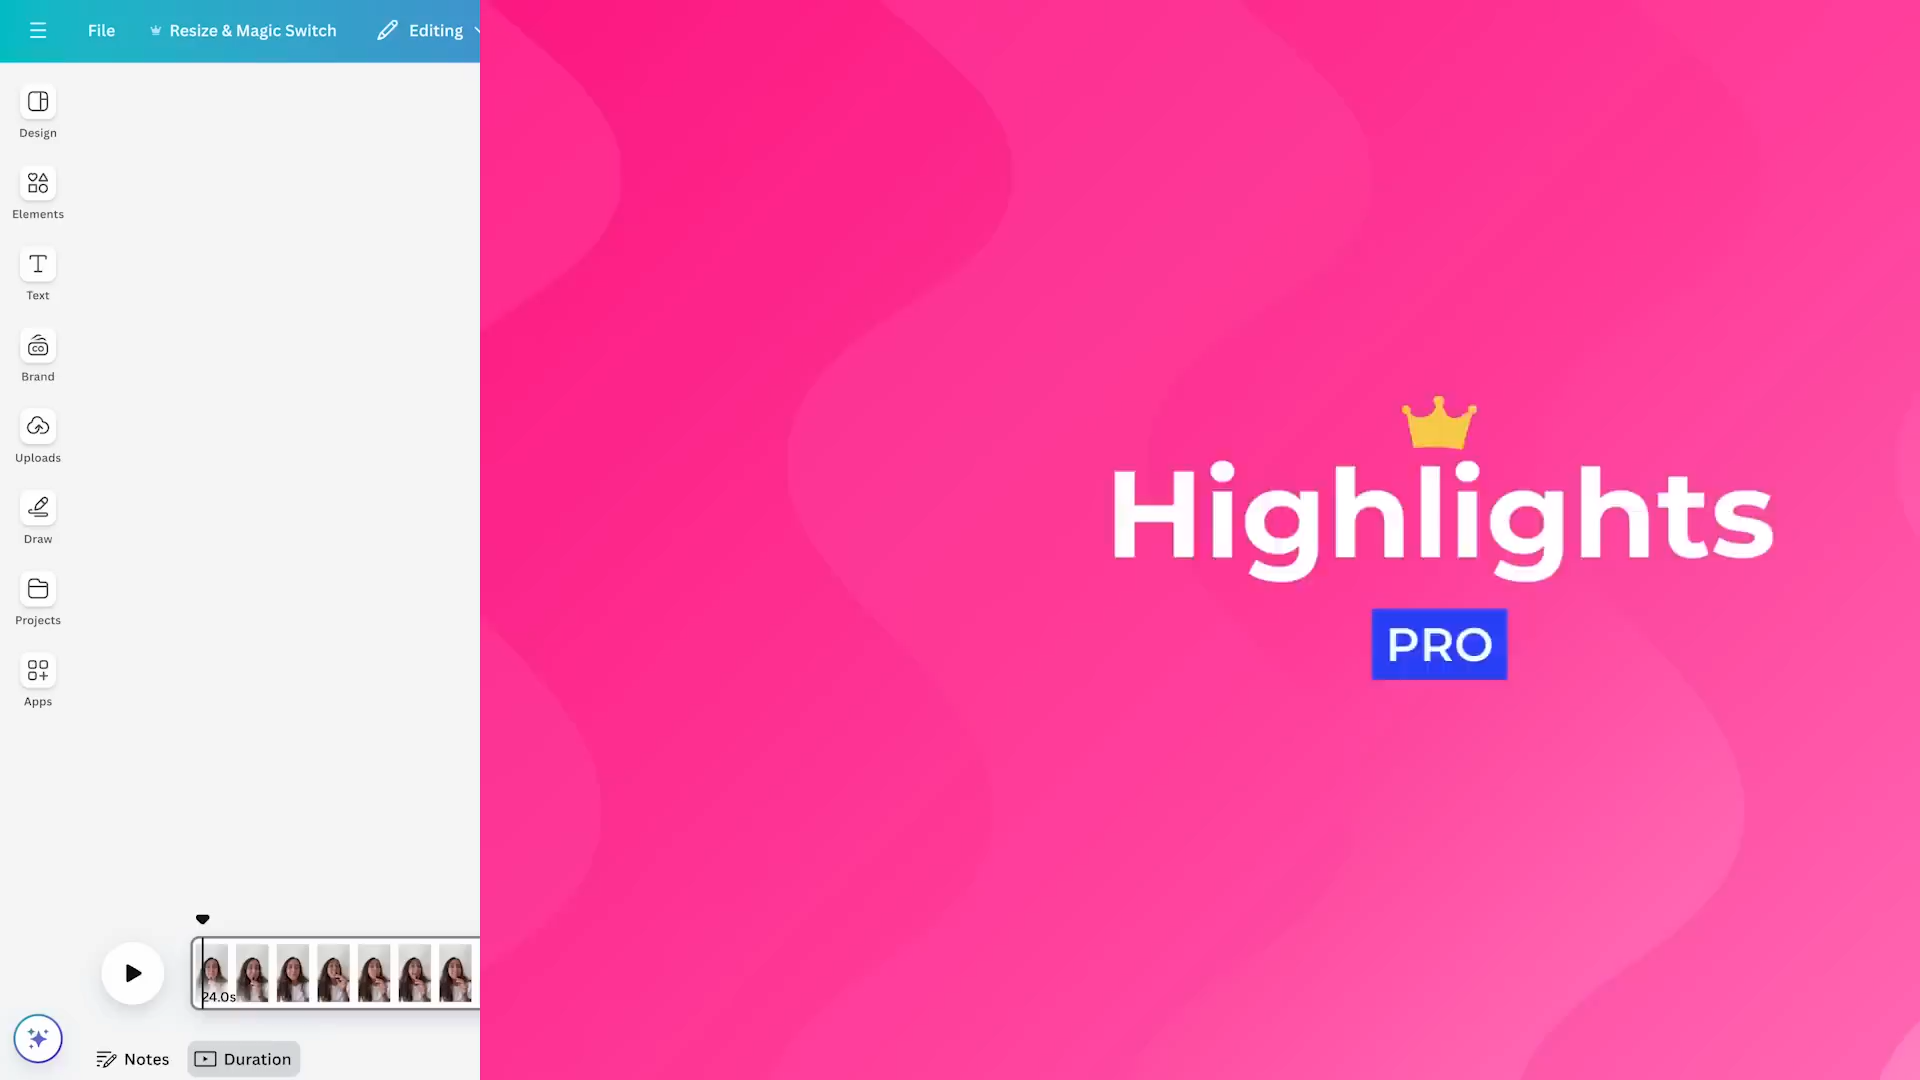 File
Resize & Magic Switch
Editing
Design
Elements
Text
Brand
CO
Uploads
Draw
Projects
Apps
Highlights
PRO
24.0s
Notes
Duration